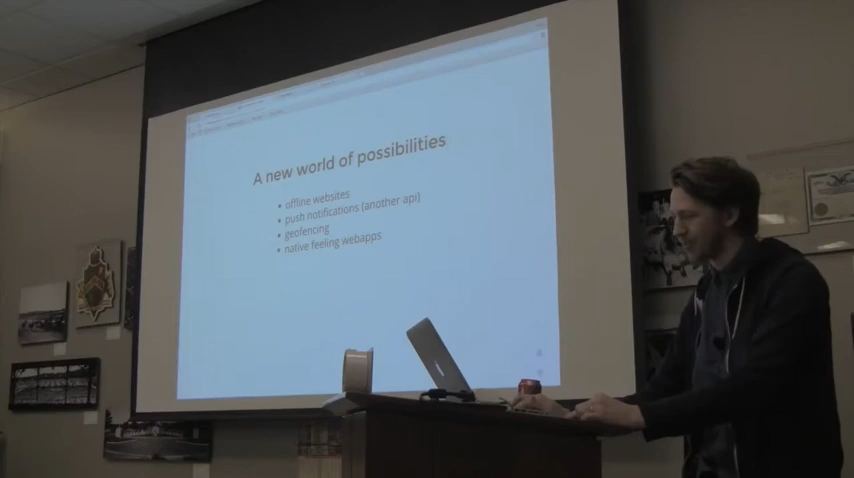 A new world of possibilities
• offline websites
• push notifications (another api)
• geofencing
• native feeling webapps